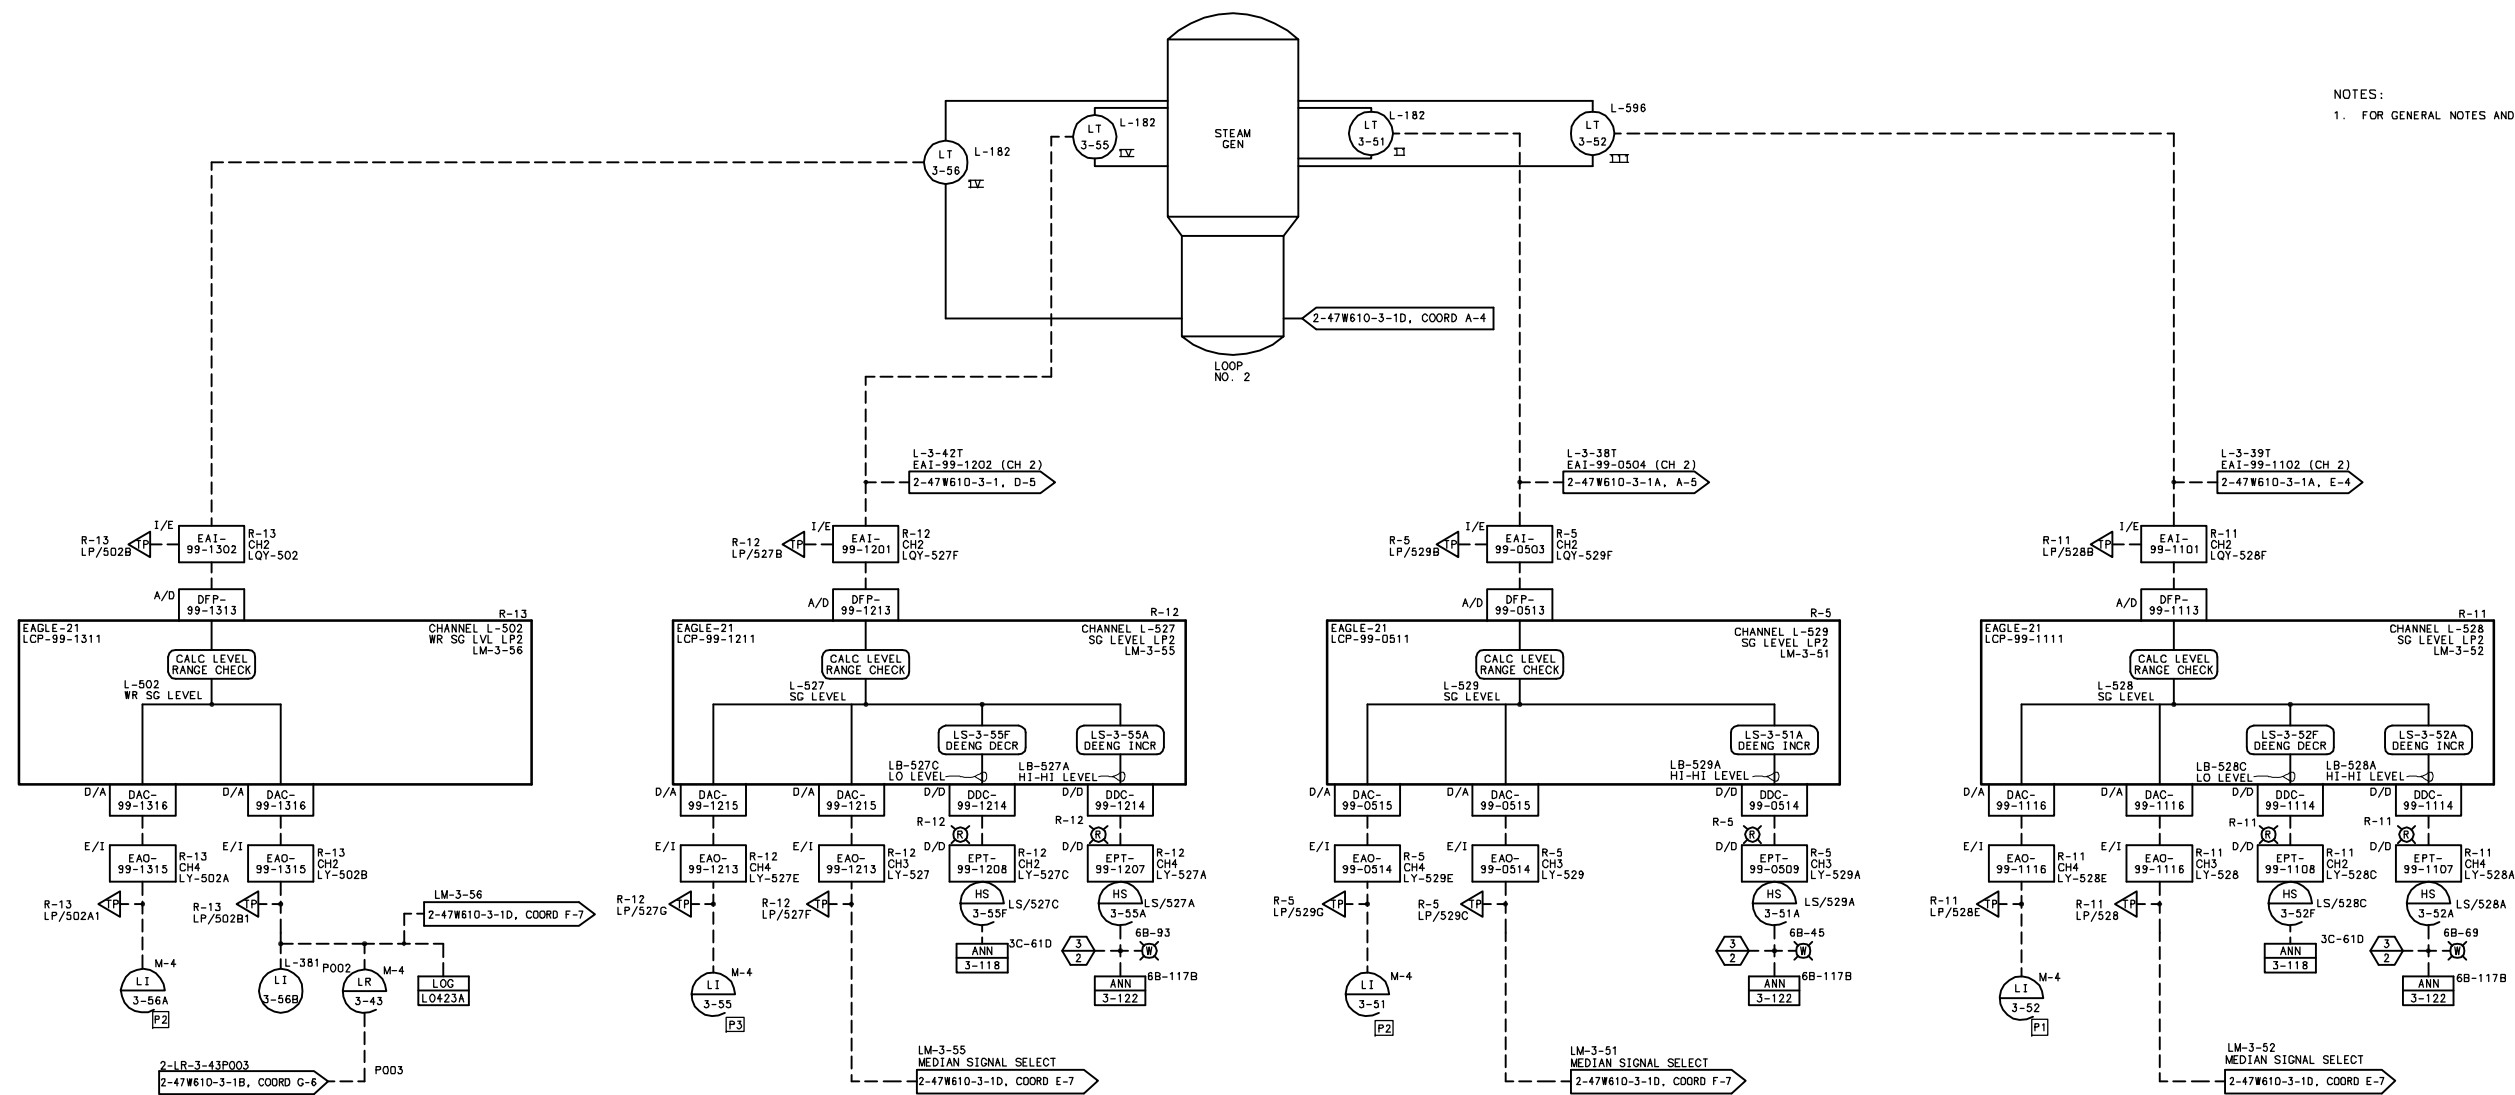 NOTES:
1. FOR GENERAL NOTES AND
STEAM
GEN
LT
3-56
L-182
IV
LT
3-55
L-182
IV
LT
3-51
L-182
II
LT
3-52
L-596
III
2-47W610-3-1D, COORD A-4
LOOP
NO. 2
L-3-42T
EAI-99-1202 (CH 2)
2-47W610-3-1, D-5
L-3-38T
EAI-99-0504 (CH 2)
2-47W610-3-1A, A-5
L-3-39T
EAI-99-1102 (CH 2)
2-47W610-3-1A, E-4
R-13
LP/502B
TP
I/E
EAI-
99-1302
R-13
CH2
LQY-502
A/D
DFP-
99-1313
R-13
EAGLE-21
LCP-99-1311
CHANNEL L-502
WR SG LVL LP2
LM-3-56
CALC LEVEL
RANGE CHECK
L-502
WR SG LEVEL
D/A
DAC-
99-1316
D/A
DAC-
99-1316
E/I
EAO-
99-1315
R-13
CH4
LY-502A
E/I
EAO-
99-1315
R-13
CH2
LY-502B
R-13
LP/502A1
TP
R-13
LP/502B1
TP
LM-3-56
2-47W610-3-1D, COORD F-7
M-4
LI
3-56A
P2
L-381
LI
3-56B
P002
M-4
LR
3-43
LOG
L0423A
P003
2-LR-3-43P003
2-47W610-3-1B, COORD G-6
R-12
LP/527B
TP
I/E
EAI-
99-1201
R-12
CH2
LQY-527F
A/D
DFP-
99-1213
R-12
EAGLE-21
LCP-99-1211
CHANNEL L-527
SG LEVEL LP2
LM-3-55
CALC LEVEL
RANGE CHECK
L-527
SG LEVEL
LS-3-55F
DEENG DECR
LS-3-55A
DEENG INCR
LB-527C
LO LEVEL
LB-527A
HI-HI LEVEL
D/A
DAC-
99-1215
D/A
DAC-
99-1215
D/D
DDC-
99-1214
D/D
DDC-
99-1214
R-12
R
R-12
R
E/I
EAO-
99-1213
R-12
CH4
LY-527E
E/I
EAO-
99-1213
R-12
CH3
LY-527
D/D
EPT-
99-1208
R-12
CH2
LY-527C
D/D
EPT-
99-1207
R-12
CH4
LY-527A
R-12
LP/527G
TP
R-12
LP/527F
TP
HS
3-55F
LS/527C
HS
3-55A
LS/527A
3C-61D
ANN
3-118
3
2
6B-93
W
6B-117B
ANN
3-122
M-4
LI
3-55
P3
LM-3-55
MEDIAN SIGNAL SELECT
2-47W610-3-1D, COORD E-7
R-5
LP/529B
TP
I/E
EAI-
99-0503
R-5
CH2
LQY-529F
A/D
DFP-
99-0513
R-5
EAGLE-21
LCP-99-0511
CHANNEL L-529
SG LEVEL LP2
LM-3-51
CALC LEVEL
RANGE CHECK
L-529
SG LEVEL
LS-3-51A
DEENG INCR
LB-529A
HI-HI LEVEL
D/A
DAC-
99-0515
D/A
DAC-
99-0515
D/D
DDC-
99-0514
R-5
R
E/I
EAO-
99-0514
R-5
CH4
LY-529E
E/I
EAO-
99-0514
R-5
CH3
LY-529
D/D
EPT-
99-0509
R-5
CH3
LY-529A
R-5
LP/529G
TP
R-5
LP/529C
TP
HS
3-51A
LS/529A
3
2
6B-45
W
6B-117B
ANN
3-122
M-4
LI
3-51
P2
LM-3-51
MEDIAN SIGNAL SELECT
2-47W610-3-1D, COORD F-7
R-11
LP/528B
TP
I/E
EAI-
99-1101
R-11
CH2
LQY-528F
A/D
DFP-
99-1113
R-11
EAGLE-21
LCP-99-1111
CHANNEL L-528
SG LEVEL LP2
LM-3-52
CALC LEVEL
RANGE CHECK
L-528
SG LEVEL
LS-3-52F
DEENG DECR
LS-3-52A
DEENG INCR
LB-528C
LO LEVEL
LB-528A
HI-HI LEVEL
D/A
DAC-
99-1116
D/A
DAC-
99-1116
D/D
DDC-
99-1114
D/D
DDC-
99-1114
R-11
R
R-11
R
E/I
EAO-
99-1116
R-11
CH4
LY-528E
E/I
EAO-
99-1116
R-11
CH3
LY-528
D/D
EPT-
99-1108
R-11
CH2
LY-528C
D/D
EPT-
99-1107
R-11
CH4
LY-528A
R-11
LP/528E
TP
R-11
LP/528
TP
HS
3-52F
LS/528C
HS
3-52A
LS/528A
3C-61D
ANN
3-118
3
2
6B-69
W
6B-117B
ANN
3-122
M-4
LI
3-52
P1
LM-3-52
MEDIAN SIGNAL SELECT
2-47W610-3-1D, COORD E-7